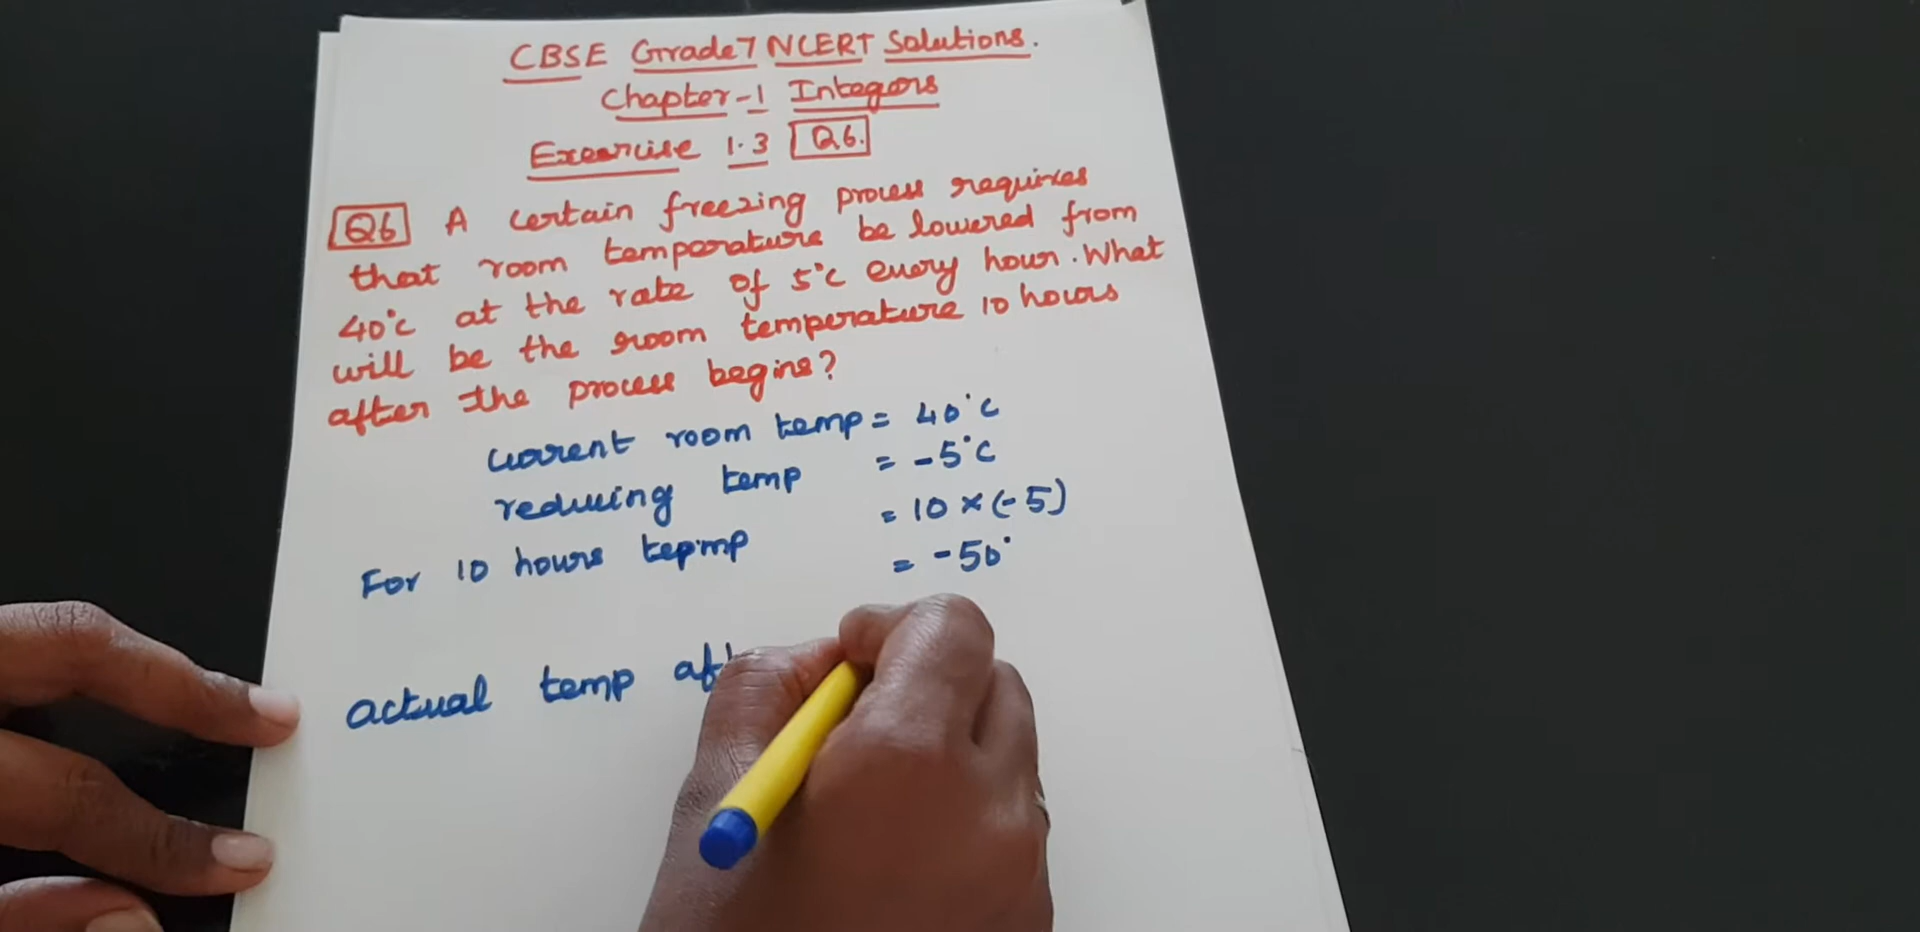 CBSE Grade 7 NCERT Solutions.
Chapter-1 Integers
Exercise 1.3 Q6.
Q6 A certain freezing process requires
that room temperature be lowered from
40°c at the rate of 5°c every hour. What
will be the room temperature 10 hours
after the process begins?
current room temp = 40°c
reducing temp = -5°c
For 10 hours = 10 × (-5)
= -50°
actual temp